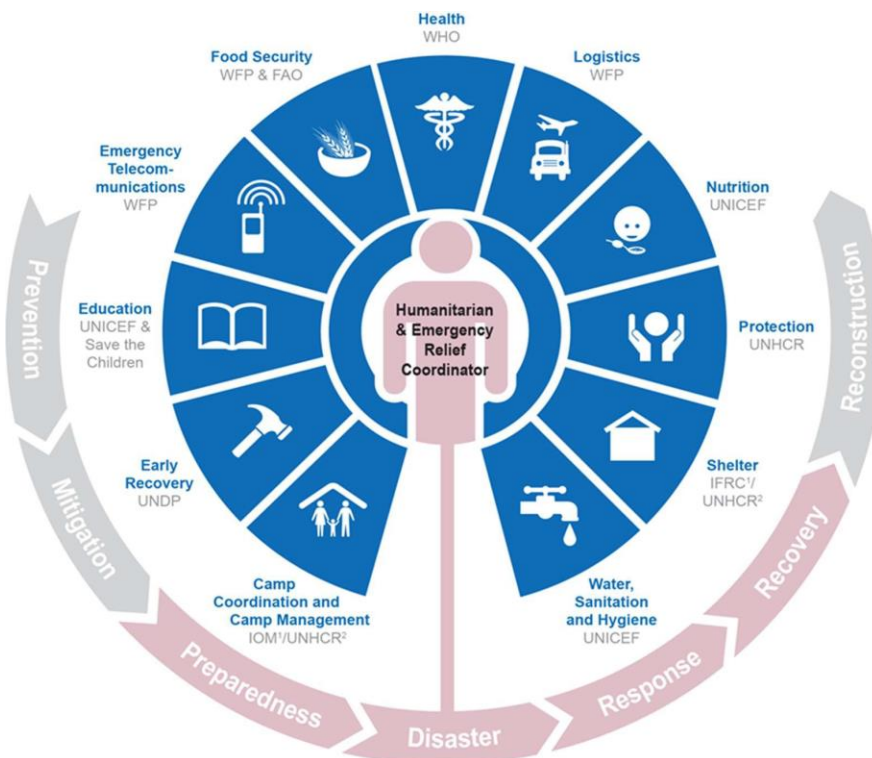 Health
WHO
Logistics
WFP
Nutrition
UNICEF
Protection
UNHCR
Shelter
IFRC¹/
UNHCR²
Water,
Sanitation
and Hygiene
UNICEF
Camp
Coordination and
Camp Management
IOM¹/UNHCR²
Early
Recovery
UNDP
Education
UNICEF &
Save the
Children
Emergency
Telecom-
munications
WFP
Food Security
WFP & FAO
Humanitarian
& Emergency
Relief
Coordinator
Prevention
Mitigation
Preparedness
Disaster
Response
Recovery
Reconstruction